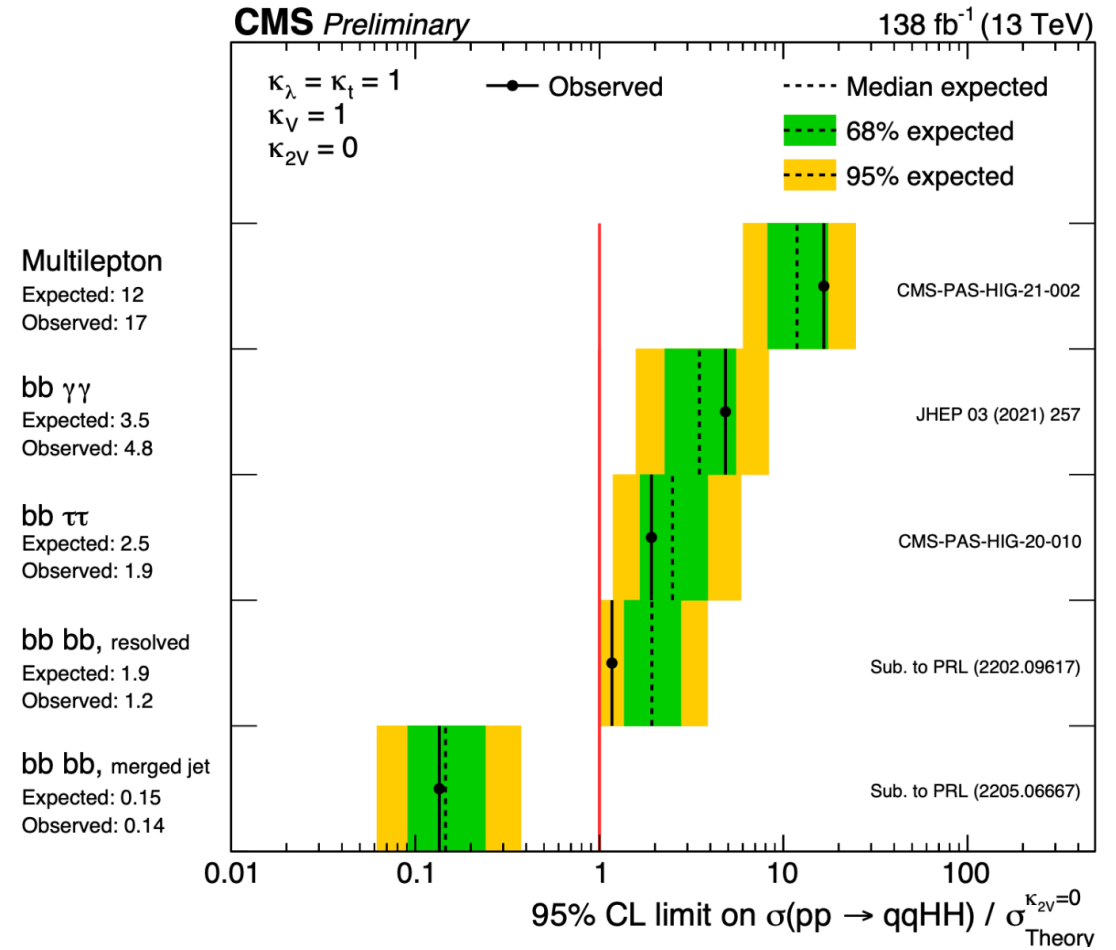 CMS Preliminary 138 fb⁻¹ (13 TeV)
κλ = κt = 1
κV = 1
κ2V = 0
Observed
Median expected
68% expected
95% expected
Multilepton
Expected: 12
Observed: 17
CMS-PAS-HIG-21-002
bb γγ
Expected: 3.5
Observed: 4.8
JHEP 03 (2021) 257
bb ττ
Expected: 2.5
Observed: 1.9
CMS-PAS-HIG-20-010
bb bb, resolved
Expected: 1.9
Observed: 1.2
Sub. to PRL (2202.09617)
bb bb, merged jet
Expected: 0.15
Observed: 0.14
Sub. to PRL (2205.06667)
0.01 0.1 1 10 100
95% CL limit on σ(pp → qqHH) / σ κ2V=0 Theory